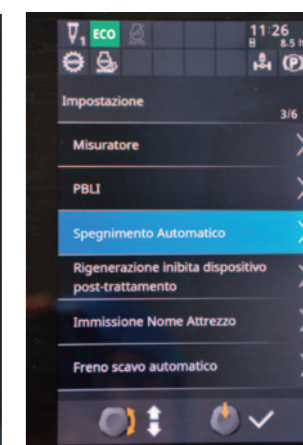 1 ECO 11:26
8.5 h
Impostazione
3/6
Misuratore
PBLI
Spegnimento Automatico
Rigenerazione inibita dispositivo
post-trattamento
Immissione Nome Attrezzo
Freno scavo automatico